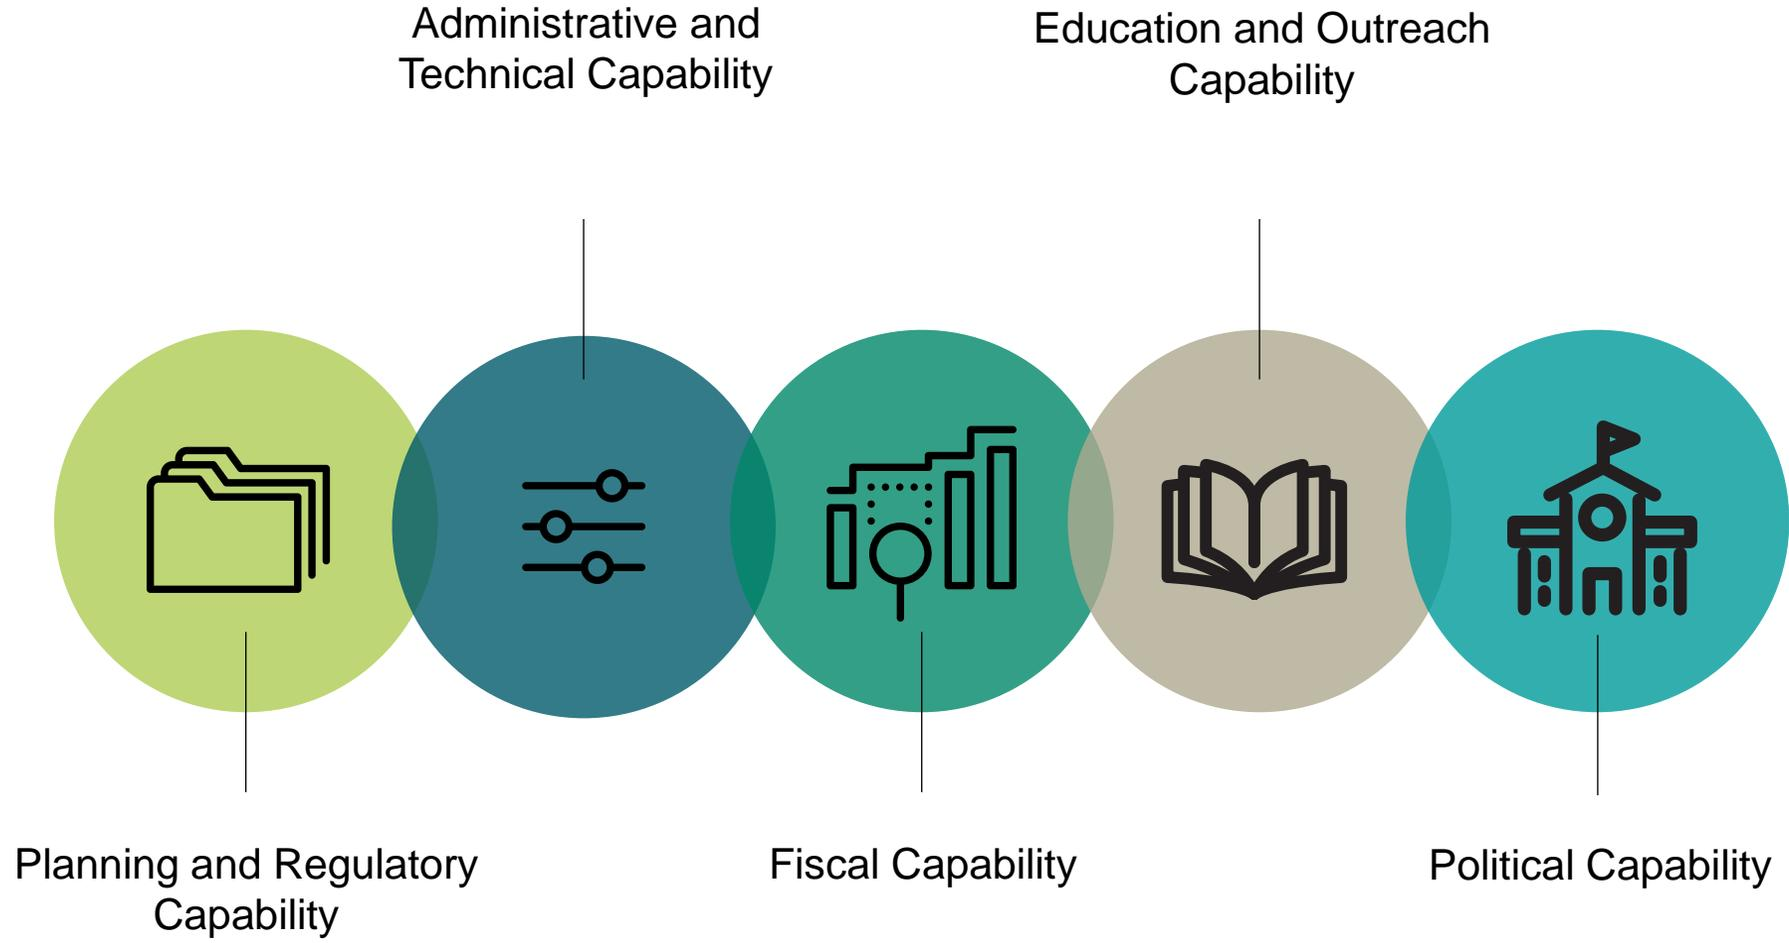 Administrative and
Technical Capability
Education and Outreach
Capability
Planning and Regulatory
Capability
Fiscal Capability
Political Capability